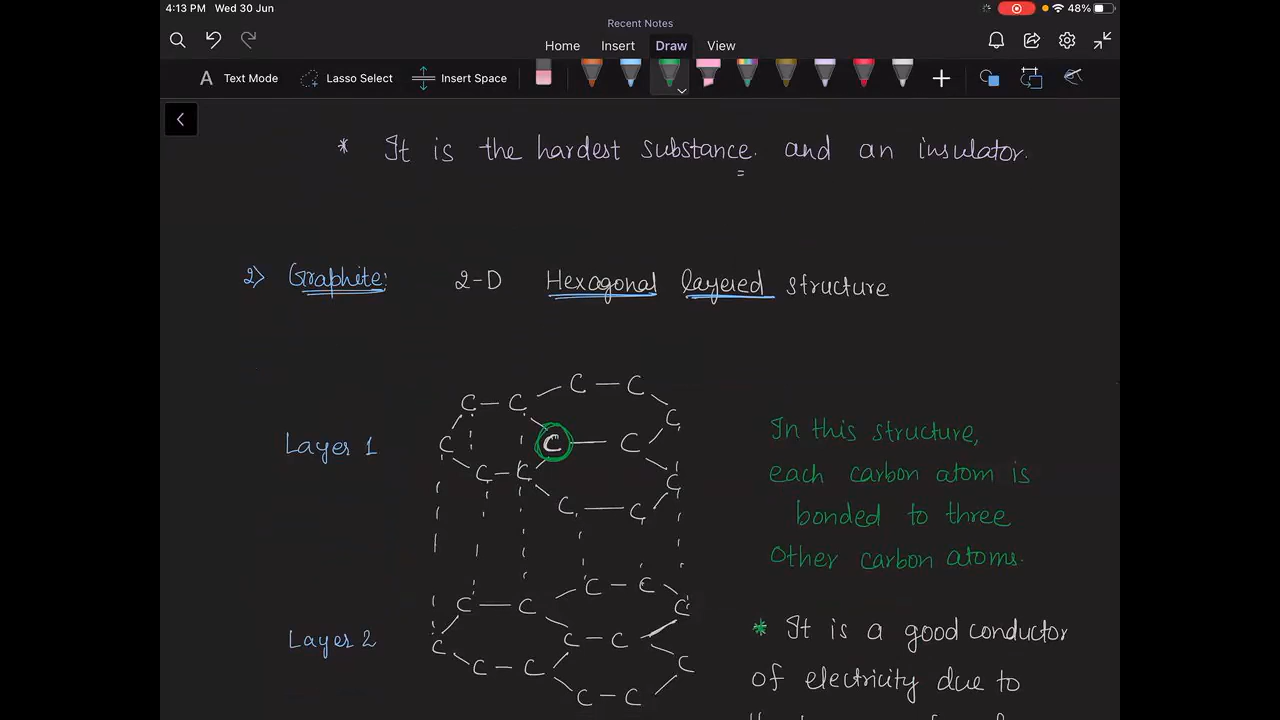 4:13 PM Wed 30 Jun
48%
Recent Notes
Home Insert Draw View
A Text Mode Lasso Select Insert Space
* It is the hardest substance. and an insulator.
2> Graphite: 2-D Hexagonal layered structure
C — C
C — C C
Layer 1 C C — C
C — C C
C — C
In this structure,
each carbon atom is
bonded to three
Other carbon atoms.
C — C
C — C C
Layer 2 C C — C
C — C C
C — C
* It is a good conductor
of electricity due to